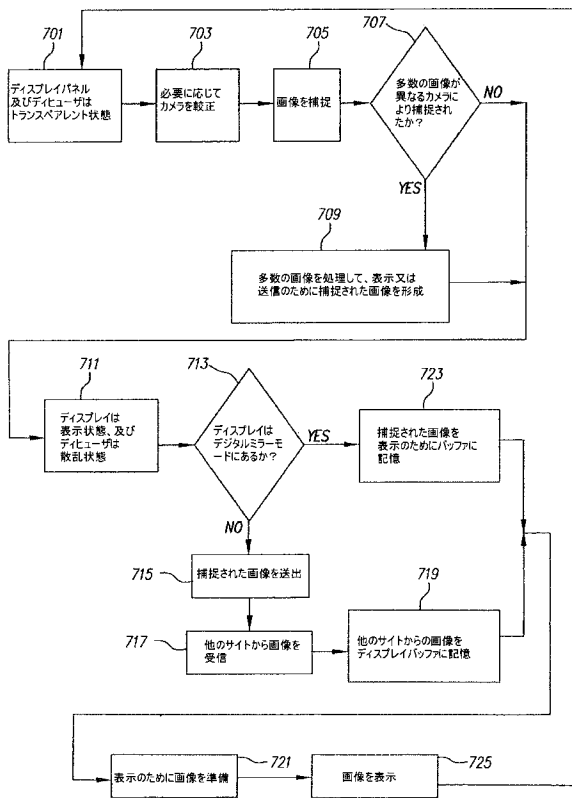 701
ディスプレイパネル
及びディヒューザは
トランスペアレント状態
703
必要に応じて
カメラを較正
705
画像を捕捉
707
多数の画像が
異なるカメラに
より捕捉され
たか？
NO
YES
709
多数の画像を処理して、表示又は
送信のために捕捉された画像を形成
711
ディスプレイは
表示状態、及び
ディヒューザは
散乱状態
713
ディスプレイは
デジタルミラーモ
ードにあるか？
YES
NO
723
捕捉された画像を
表示のためにバッファに
記憶
715
捕捉された画像を送出
717
他のサイトから画像を
受信
719
他のサイトからの画像を
ディスプレイバッファに記憶
721
表示のために画像を準備
725
画像を表示